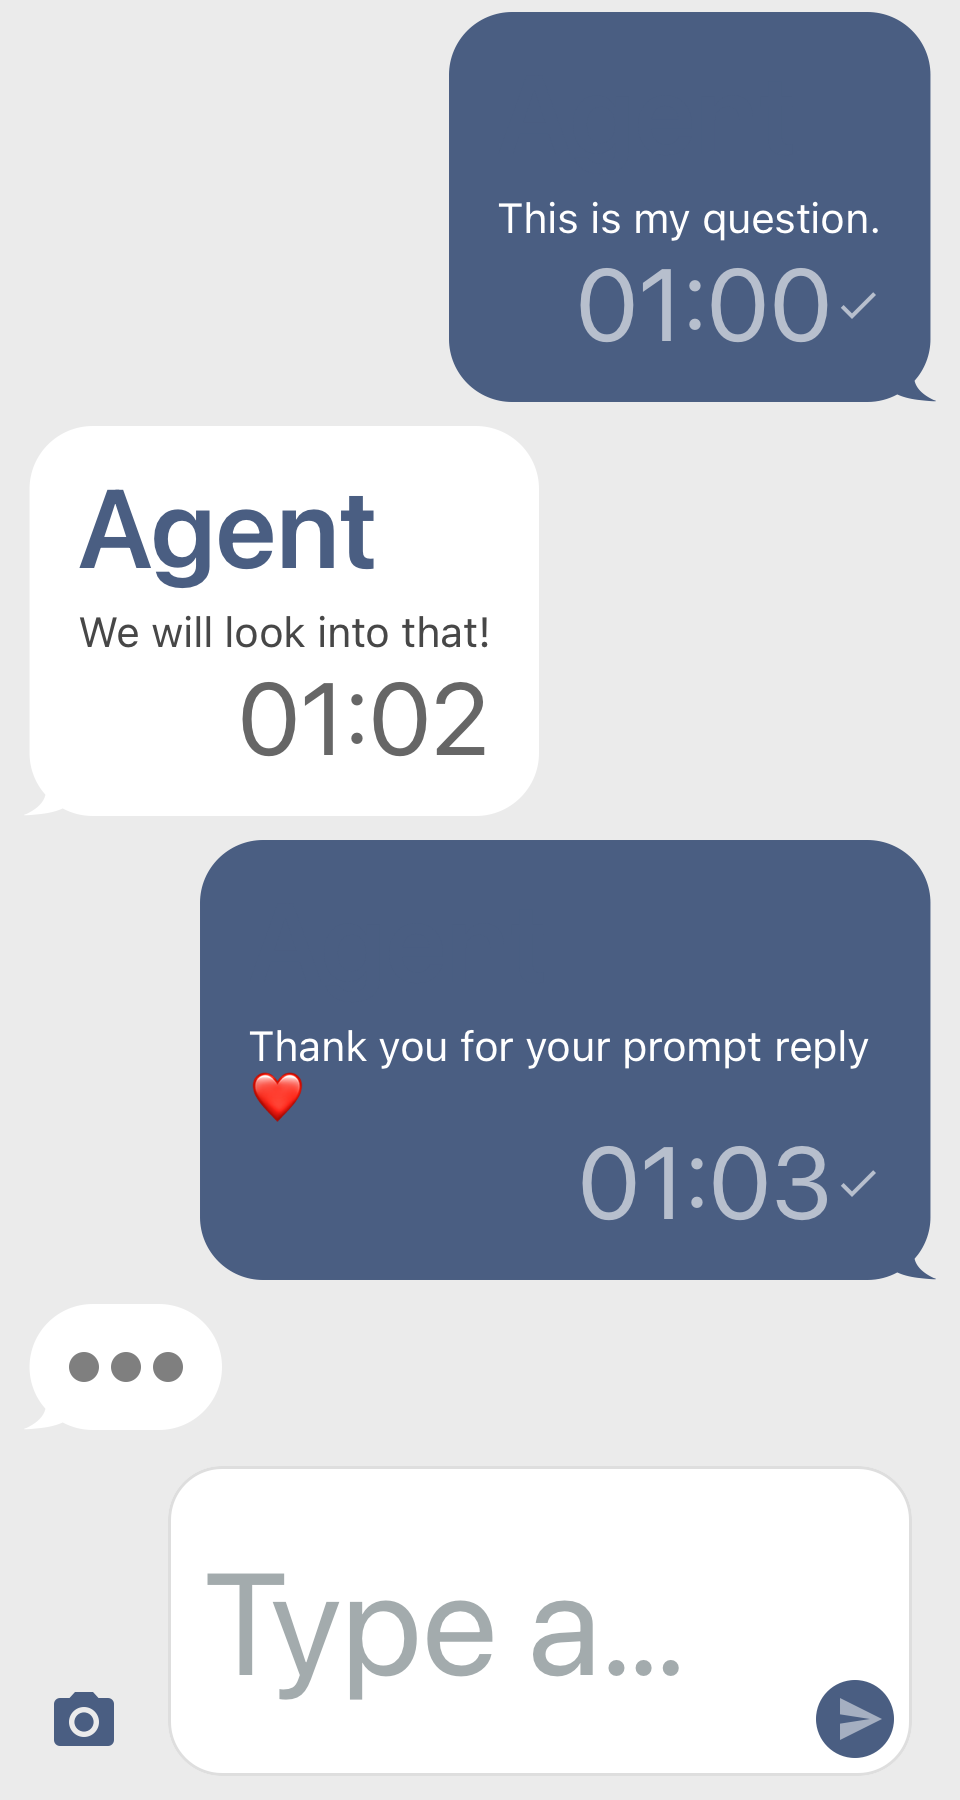 This is my question.
01:00
Agent
We will look into that!
01:02
Thank you for your prompt reply
❤️
01:03
Type a...